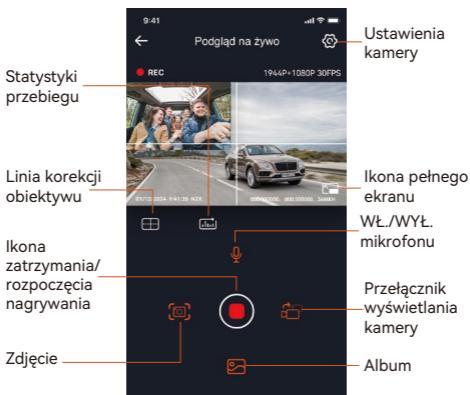 9:41
Podgląd na żywo
REC
1944P+1080P 30FPS
Ustawienia
kamery
Statystyki
przebiegu
Linia korekcji
obiektywu
Ikona
zatrzymania/
rozpoczęcia
nagrywania
Zdjęcie
Ikona pełnego
ekranu
WŁ./WYŁ.
mikrofonu
Przełącznik
wyświetlania
kamery
Album